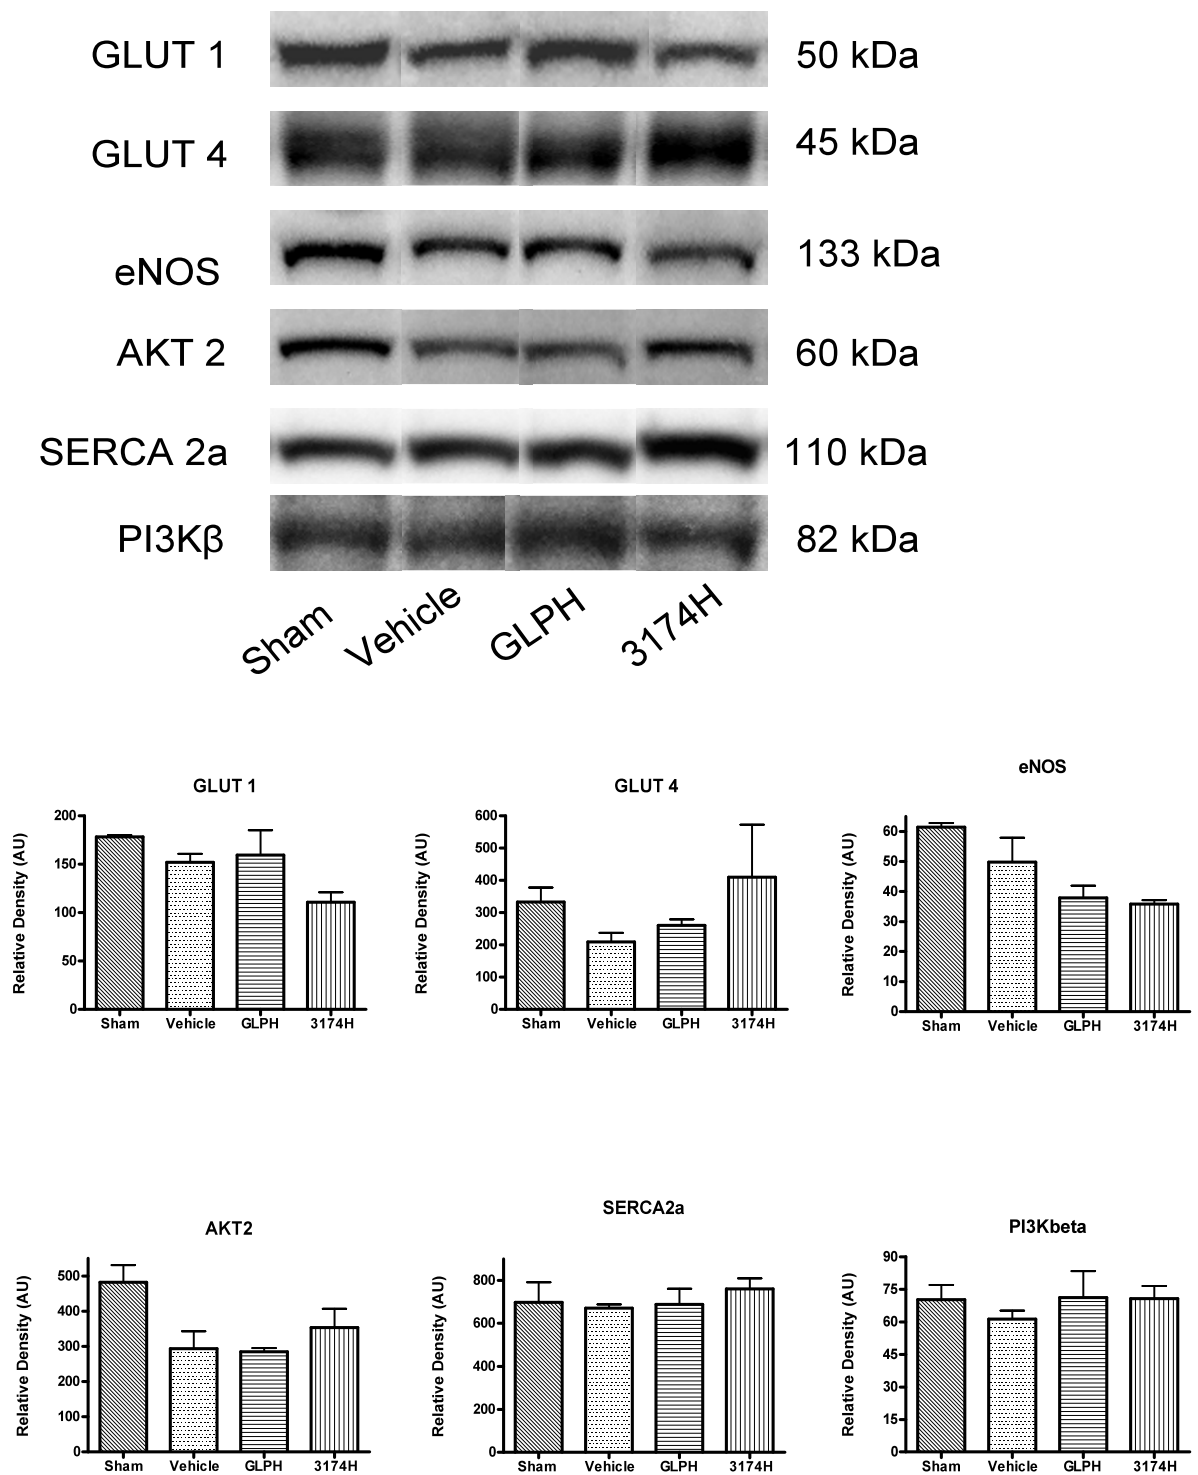 GLUT 1 50 kDa
GLUT 4 45 kDa
eNOS 133 kDa
AKT 2 60 kDa
SERCA 2a 110 kDa
PI3Kβ 82 kDa
Sham Vehicle GLPH 3174H
GLUT 1
Relative Density (AU)
200
150
100
50
0
Sham Vehicle GLPH 3174H
GLUT 4
Relative Density (AU)
600
500
400
300
200
100
0
Sham Vehicle GLPH 3174H
eNOS
Relative Density (AU)
60
50
40
30
20
10
0
Sham Vehicle GLPH 3174H
AKT2
Relative Density (AU)
500
400
300
200
100
0
Sham Vehicle GLPH 3174H
SERCA2a
Relative Density (AU)
800
600
400
200
0
Sham Vehicle GLPH 3174H
PI3Kbeta
Relative Density (AU)
90
75
60
45
30
15
0
Sham Vehicle GLPH 3174H